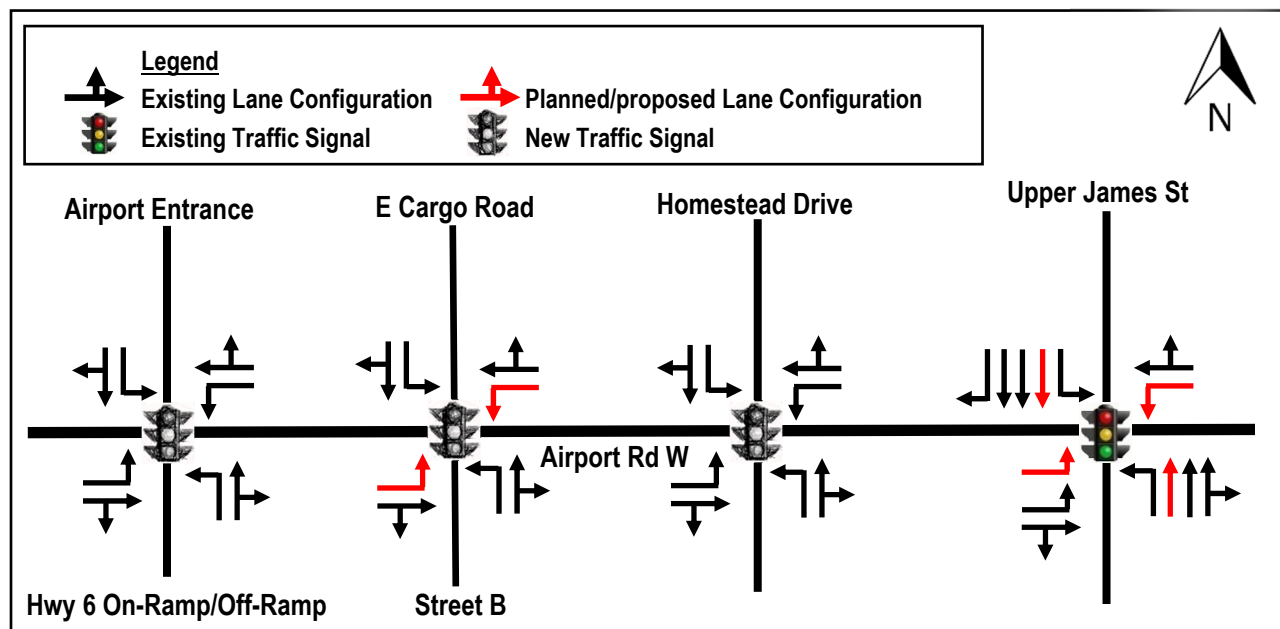 Legend
Existing Lane Configuration
Planned/proposed Lane Configuration
Existing Traffic Signal
New Traffic Signal
N
Airport Entrance
E Cargo Road
Homestead Drive
Upper James St
Airport Rd W
Hwy 6 On-Ramp/Off-Ramp
Street B